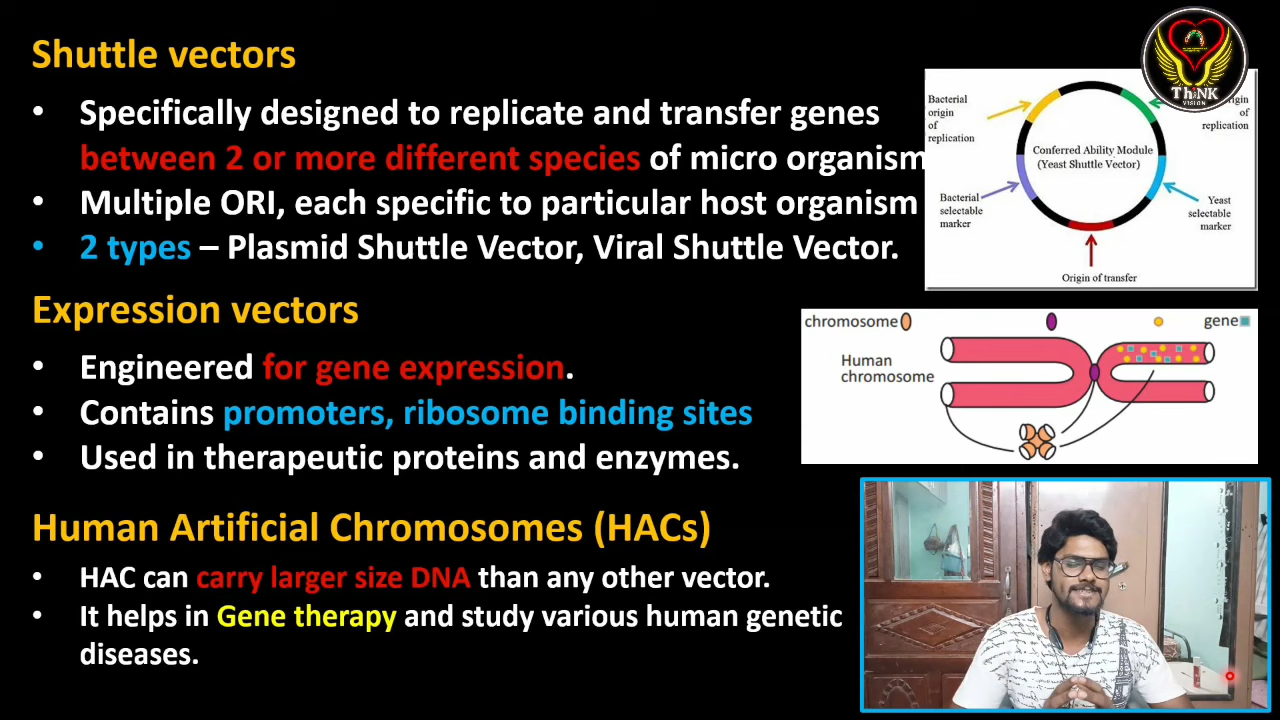 Shuttle vectors
• Specifically designed to replicate and transfer genes
between 2 or more different species of micro organism
• Multiple ORI, each specific to particular host organism
• 2 types – Plasmid Shuttle Vector, Viral Shuttle Vector.
Expression vectors
• Engineered for gene expression.
• Contains promoters, ribosome binding sites
• Used in therapeutic proteins and enzymes.
Human Artificial Chromosomes (HACs)
• HAC can carry larger size DNA than any other vector.
• It helps in Gene therapy and study various human genetic
diseases.
ThiNK
VISION
Bacterial
origin
of
replication
of
replication
Conferred Ability Module
(Yeast Shuttle Vector)
Bacterial
selectable
marker
Yeast
selectable
marker
Origin of transfer
chromosome
gene
Human
chromosome